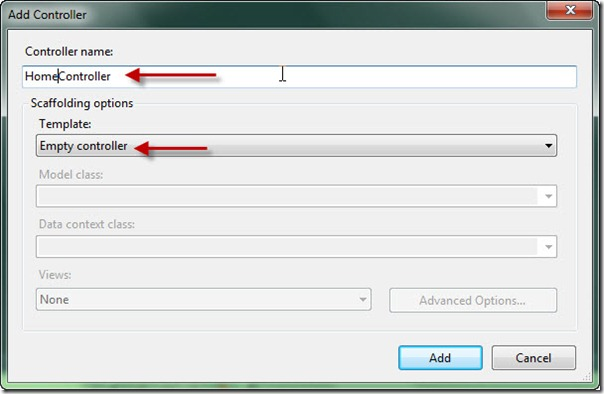 Add Controller
Controller name:
HomeController
Scaffolding options
Template:
Empty controller
Model class:
Data context class:
Views:
None
Advanced Options...
Add
Cancel